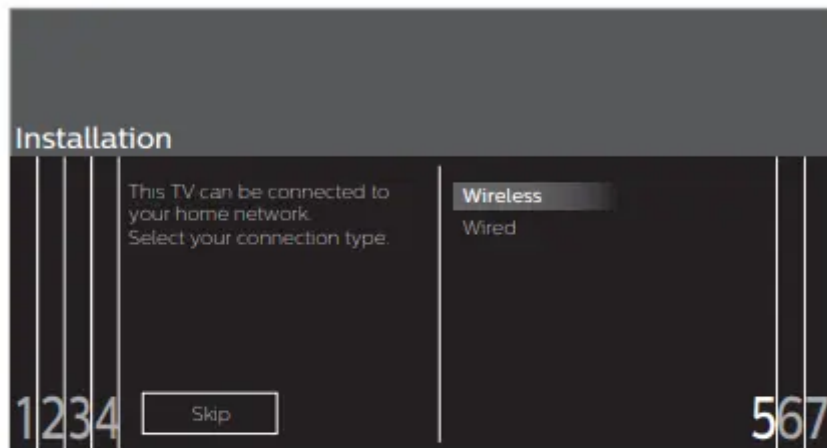 Installation
This TV can be connected to
your home network.
Select your connection type.
Wireless
Wired
1234
Skip
567